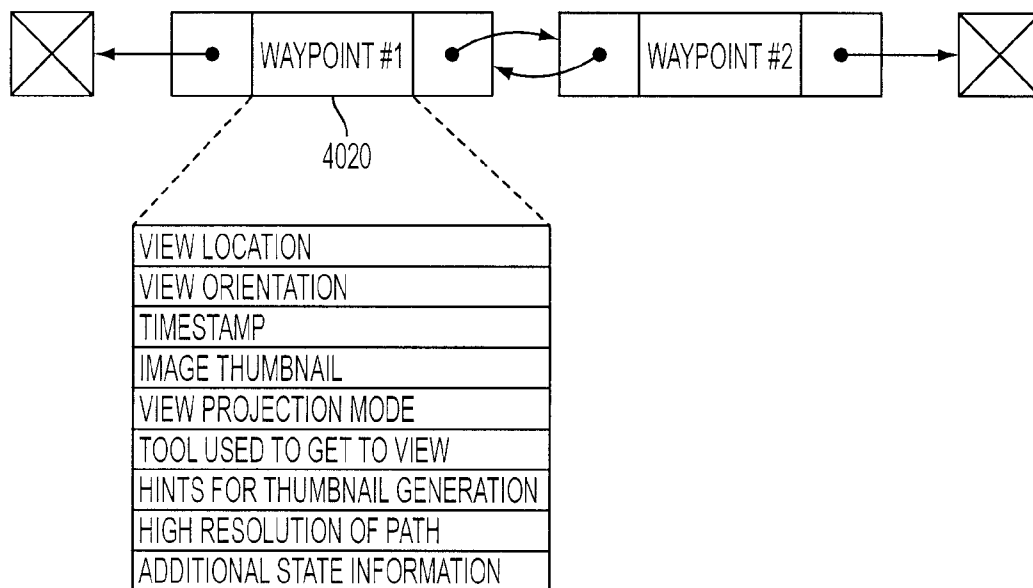 WAYPOINT #1
WAYPOINT #2
4020
VIEW LOCATION
VIEW ORIENTATION
TIMESTAMP
IMAGE THUMBNAIL
VIEW PROJECTION MODE
TOOL USED TO GET TO VIEW
HINTS FOR THUMBNAIL GENERATION
HIGH RESOLUTION OF PATH
ADDITIONAL STATE INFORMATION